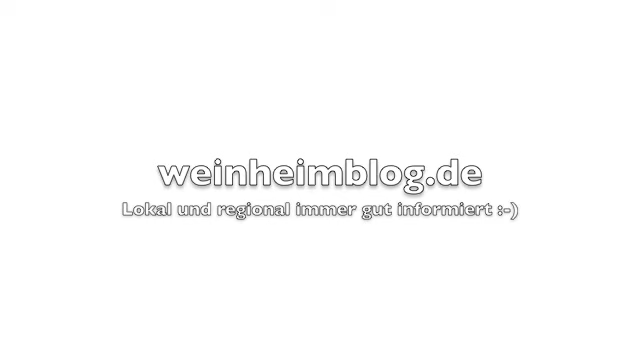 weinheimblog.de
Lokal und regional immer gut informiert :-)